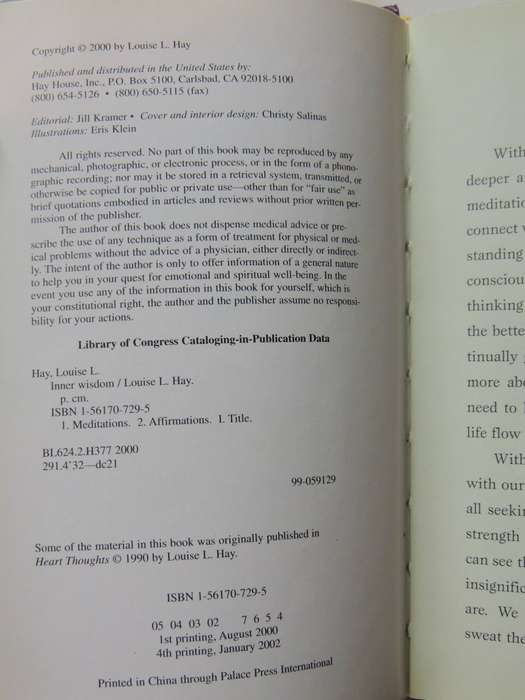 Copyright © 2000 by Louise L. Hay
Published and distributed in the United States by:
Hay House, Inc., P.O. Box 5100, Carlsbad, CA 92018-5100
(800) 654-5126 • (800) 650-5115 (fax)
Editorial: Jill Kramer • Cover and interior design: Christy Salinas
Illustrations: Eris Klein
All rights reserved. No part of this book may be reproduced by any
mechanical, photographic, or electronic process, or in the form of a phono-
graphic recording; nor may it be stored in a retrieval system, transmitted, or
otherwise be copied for public or private use—other than for "fair use" as
brief quotations embodied in articles and reviews without prior written per-
mission of the publisher.
The author of this book does not dispense medical advice or pre-
scribe the use of any technique as a form of treatment for physical or med-
ical problems without the advice of a physician, either directly or indirect-
ly. The intent of the author is only to offer information of a general nature
to help you in your quest for emotional and spiritual well-being. In the
event you use any of the information in this book for yourself, which is
your constitutional right, the author and the publisher assume no responsi-
bility for your actions.
Library of Congress Cataloging-in-Publication Data
Hay, Louise L.
Inner wisdom / Louise L. Hay.
p. cm.
ISBN 1-56170-729-5
1. Meditations. 2. Affirmations. I. Title.
BL624.2.H377 2000
291.4'32—dc21
99-059129
Some of the material in this book was originally published in
Heart Thoughts © 1990 by Louise L. Hay.
ISBN 1-56170-729-5
05 04 03 02 7 6 5 4
1st printing, August 2000
4th printing, January 2002
Printed in China through Palace Press International
With
deeper
meditatio
connect
standing
consciou
thinking
the bette
tinually
more abo
need to
life flow
With
with our
all seekin
strength
can see
insignific
are. We
sweat the